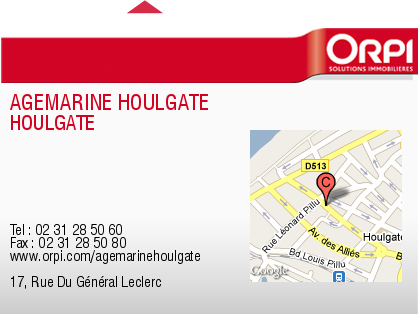 ORPI
SOLUTIONS IMMOBILIÈRES
AGEMARINE HOULGATE
HOULGATE
D513
C
Rue Léonard Pillu
Av. des Alliés
Houlgate
Bd Louis Pillu
Google
Tel : 02 31 28 50 60
Fax : 02 31 28 50 80
www.orpi.com/agemarinehoulgate
17, Rue Du Général Leclerc